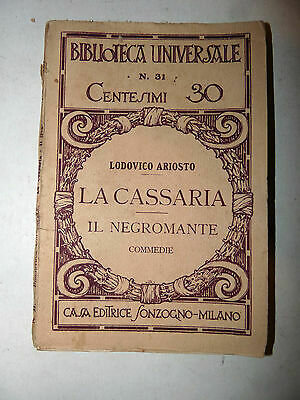 BIBLIOTECA UNIVERSALE
N. 31
CENTESIMI 30
LODOVICO ARIOSTO
LA CASSARIA
IL NEGROMANTE
COMMEDIE
CASA EDITRICE SONZOGNO-MILANO